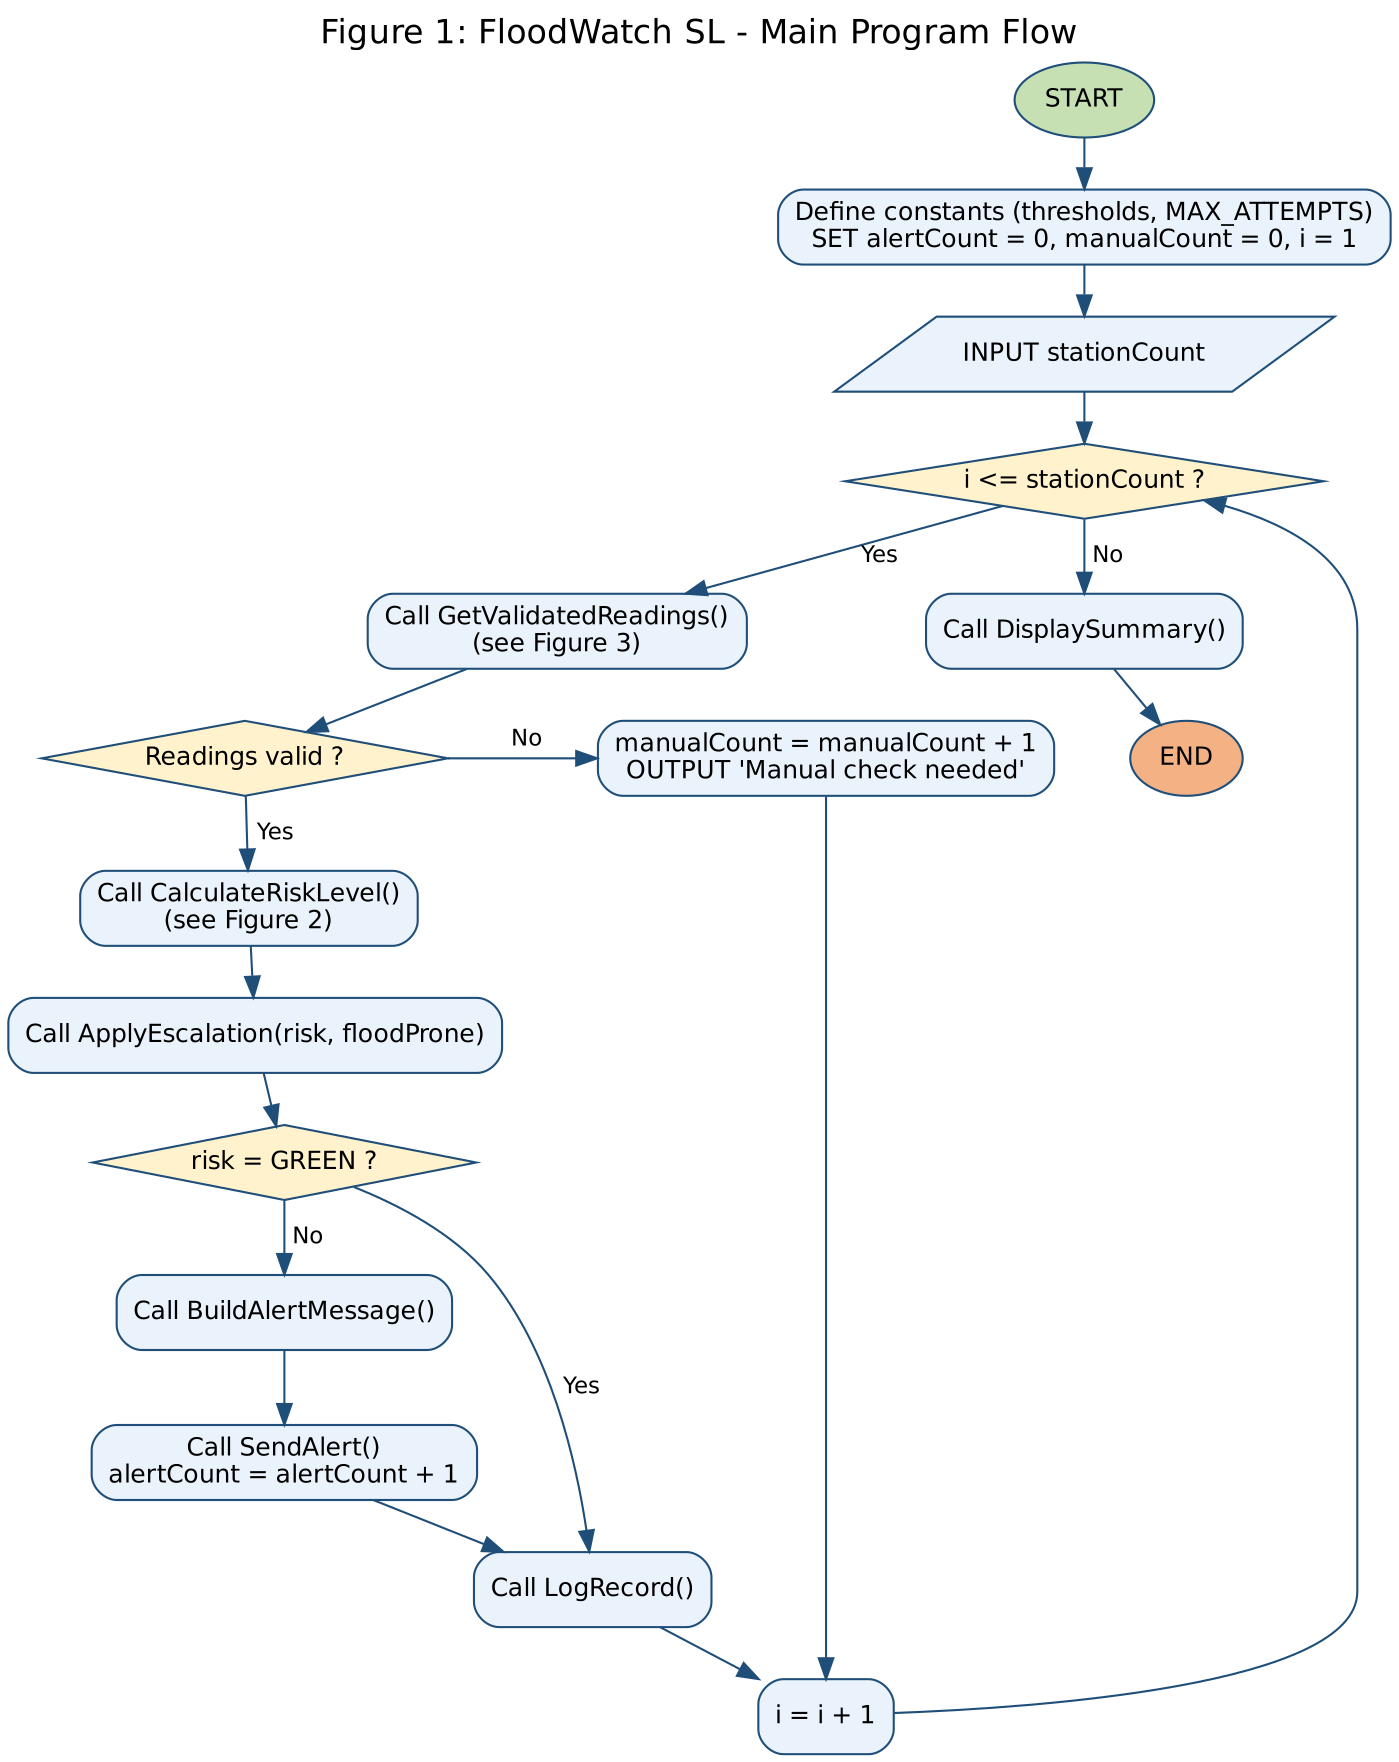 Figure 1: FloodWatch SL - Main Program Flow
START
Define constants (thresholds, MAX_ATTEMPTS)
SET alertCount = 0, manualCount = 0, i = 1
INPUT stationCount
i <= stationCount ?
Yes
No
Call GetValidatedReadings()
(see Figure 3)
Call DisplaySummary()
Readings valid ?
No
manualCount = manualCount + 1
OUTPUT 'Manual check needed'
END
Yes
Call CalculateRiskLevel()
(see Figure 2)
Call ApplyEscalation(risk, floodProne)
risk = GREEN ?
No
Call BuildAlertMessage()
Yes
Call SendAlert()
alertCount = alertCount + 1
Call LogRecord()
i = i + 1